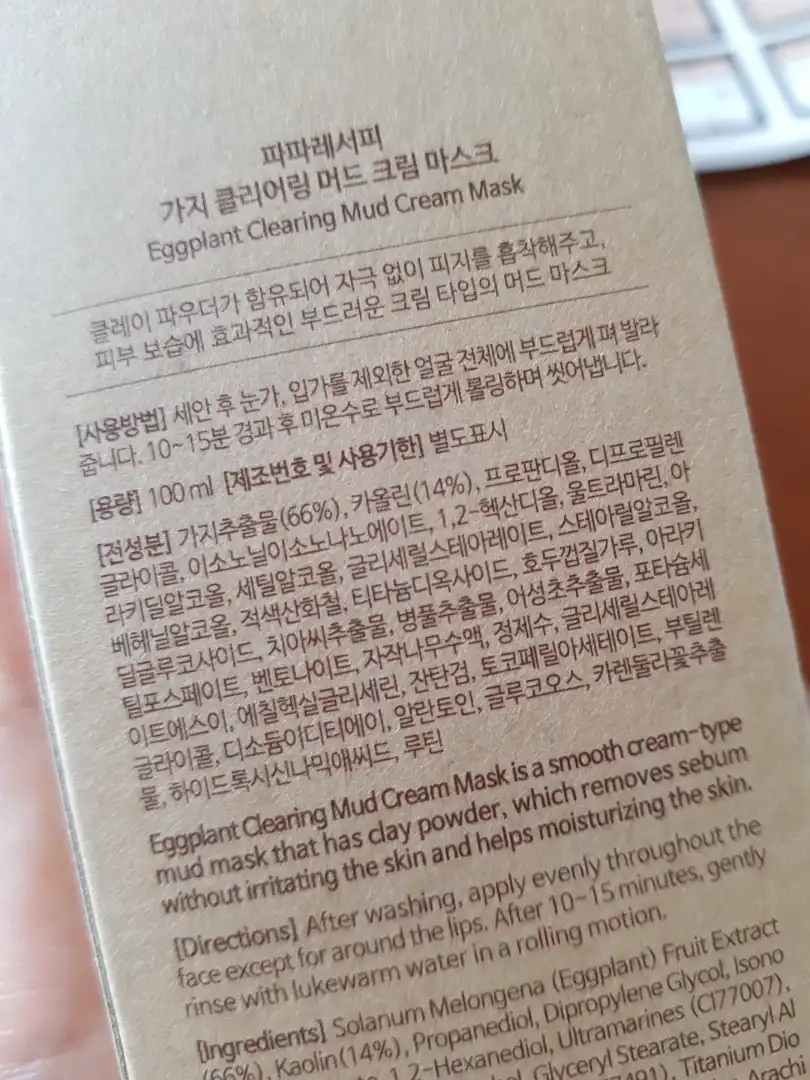 파파레서피
가지 클리어링 머드 크림 마스크
Eggplant Clearing Mud Cream Mask
클레이 파우더가 함유되어 자극 없이 피지를 흡착해주고,
피부 보습에 효과적인 부드러운 크림 타입의 머드 마스크
[사용방법] 세안 후 눈가, 입가를 제외한 얼굴 전체에 부드럽게 펴 발라
줍니다. 10~15분 경과 후 미온수로 부드럽게 롤링하며 씻어냅니다.
[용량] 100ml [제조번호 및 사용기한] 별도표시
[전성분] 가지추출물(66%), 카올린(14%), 프로판디올, 디프로필렌
글라이콜, 이소노닐이소노나노에이트, 1,2-헥산디올, 울트라마린, 아
라키딜알코올, 세틸알코올, 글리세릴스테아레이트, 스테아릴알코올,
베헤닐알코올, 적색산화철, 티타늄디옥사이드, 호두껍질가루, 아라키
딜글루코사이드, 치아씨추출물, 병풀추출물, 어성초추출물, 포타슘세
틸포스페이트, 벤토나이트, 자작나무수액, 정제수, 글리세릴스테아레
이트에스이, 에칠헥실글리세린, 잔탄검, 토코페릴아세테이트, 부틸렌
글라이콜, 디소듐이디티에이, 알란토인, 글루코오스, 카렌둘라꽃추출
물, 하이드록시신나믹애씨드, 루틴
Eggplant Clearing Mud Cream Mask is a smooth cream-type
mud mask that has clay powder, which removes sebum
without irritating the skin and helps moisturizing the skin.
[Directions] After washing, apply evenly throughout the
face except for around the lips. After 10~15 minutes, gently
rinse with lukewarm water in a rolling motion.
[Ingredients] Solanum Melongena (Eggplant) Fruit Extract
(66%), Kaolin(14%), Propanediol, Dipropylene Glycol, Isono
1,2-Hexanediol, Ultramarines (CI77007),
Glyceryl Stearate, Stearyl Al
Titanium Dio
Arachi